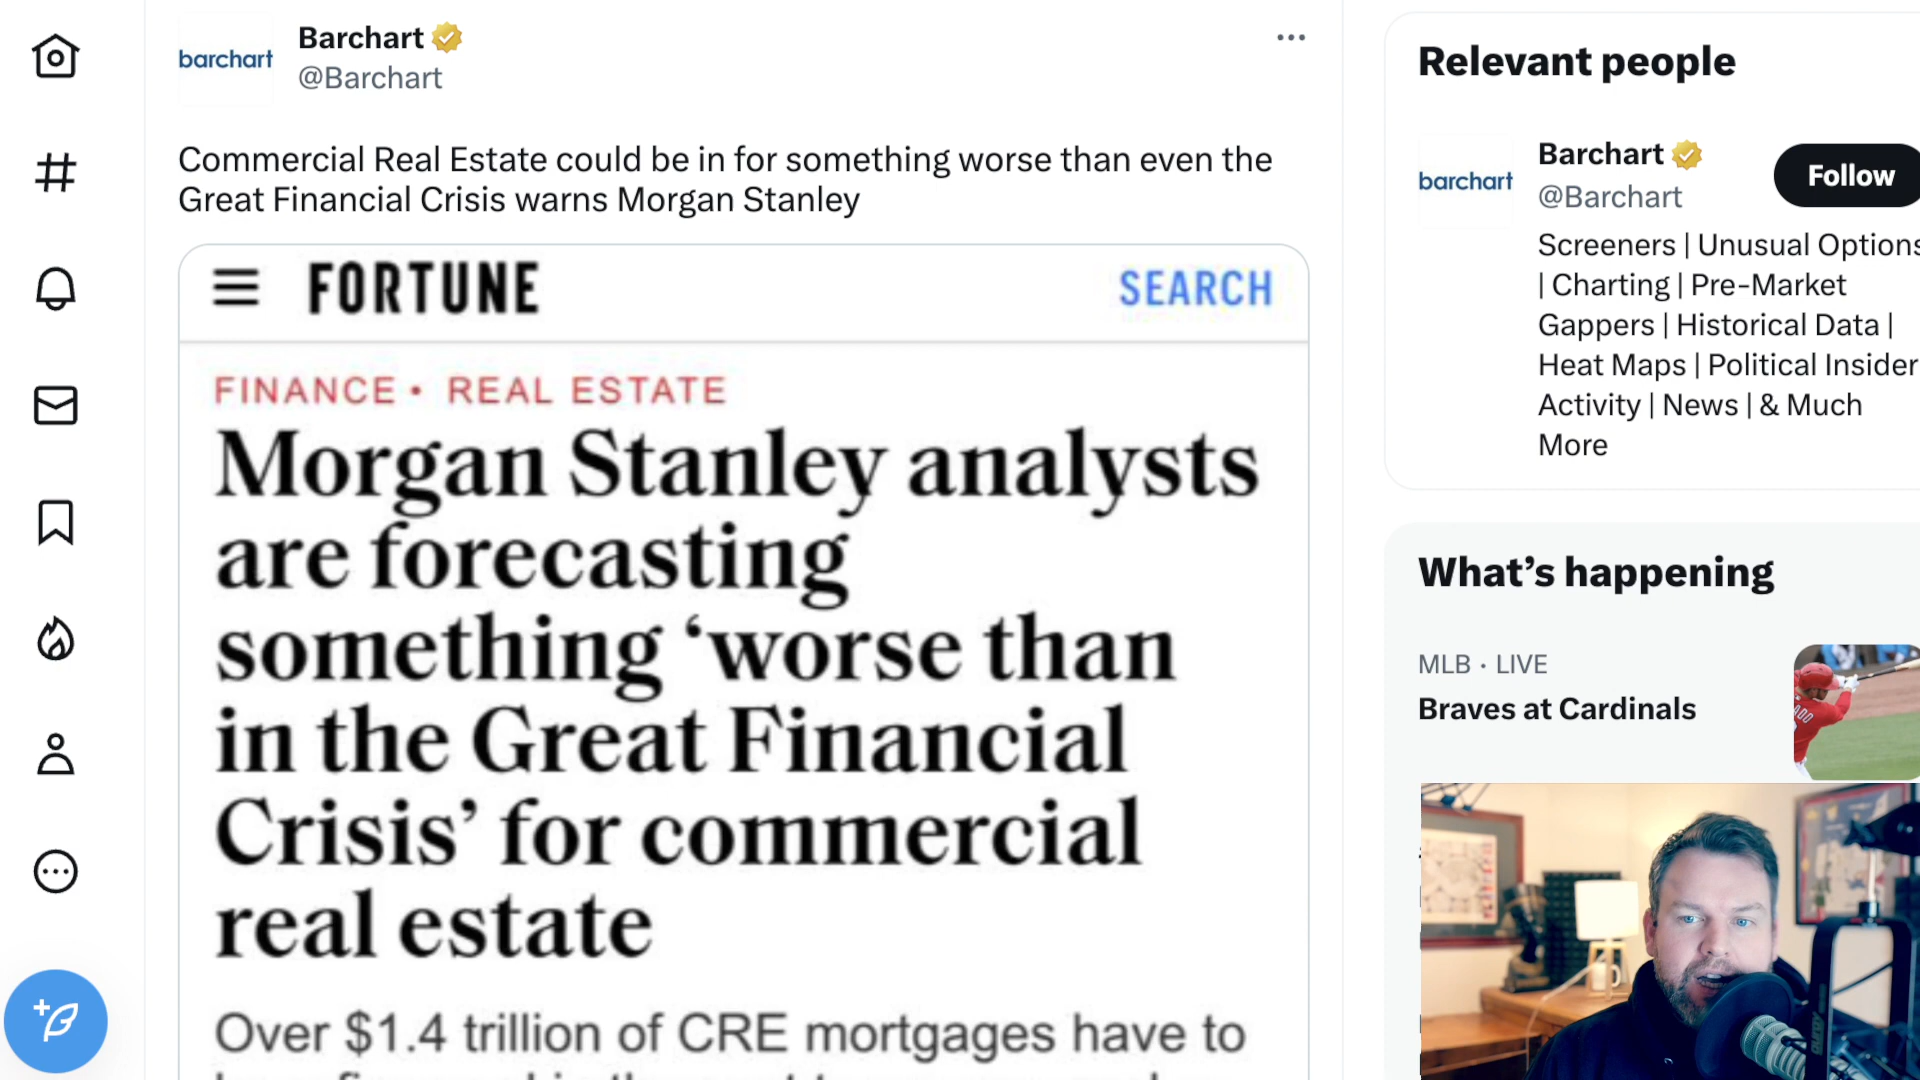 barchart
Barchart
@Barchart
Commercial Real Estate could be in for something worse than even the
Great Financial Crisis warns Morgan Stanley
FORTUNE
SEARCH
FINANCE • REAL ESTATE
Morgan Stanley analysts
are forecasting
something ‘worse than
in the Great Financial
Crisis’ for commercial
real estate
Over $1.4 trillion of CRE mortgages have to
Relevant people
barchart
Barchart
@Barchart
Follow
Screeners | Unusual Options
| Charting | Pre-Market
Gappers | Historical Data |
Heat Maps | Political Insider
Activity | News | & Much
More
What’s happening
MLB · LIVE
Braves at Cardinals